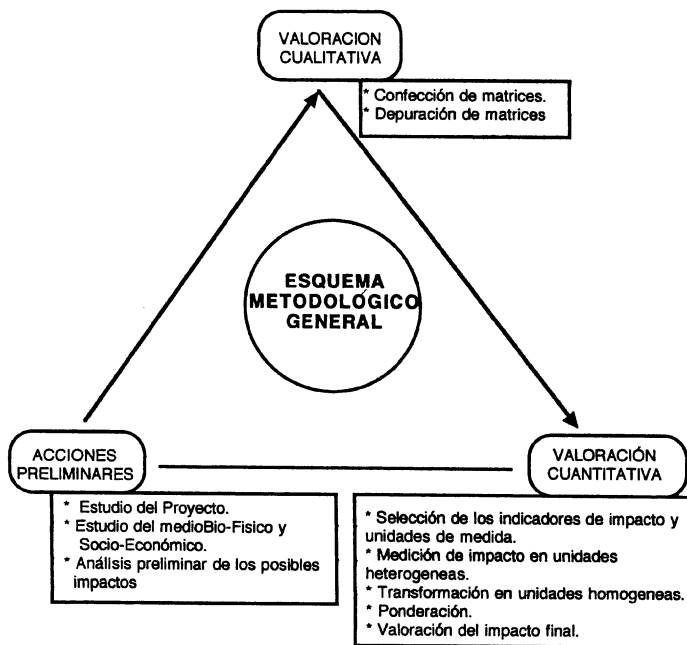 VALORACION
CUALITATIVA
* Confección de matrices.
* Depuración de matrices
ESQUEMA
METODOLÓGICO
GENERAL
ACCIONES
PRELIMINARES
* Estudio del Proyecto.
* Estudio del medioBio-Fisico y
Socio-Económico.
* Análisis preliminar de los posibles
impactos
VALORACIÓN
CUANTITATIVA
* Selección de los indicadores de impacto y
unidades de medida.
* Medición de impacto en unidades
heterogeneas.
* Transformación en unidades homogeneas.
* Ponderación.
* Valoración del impacto final.